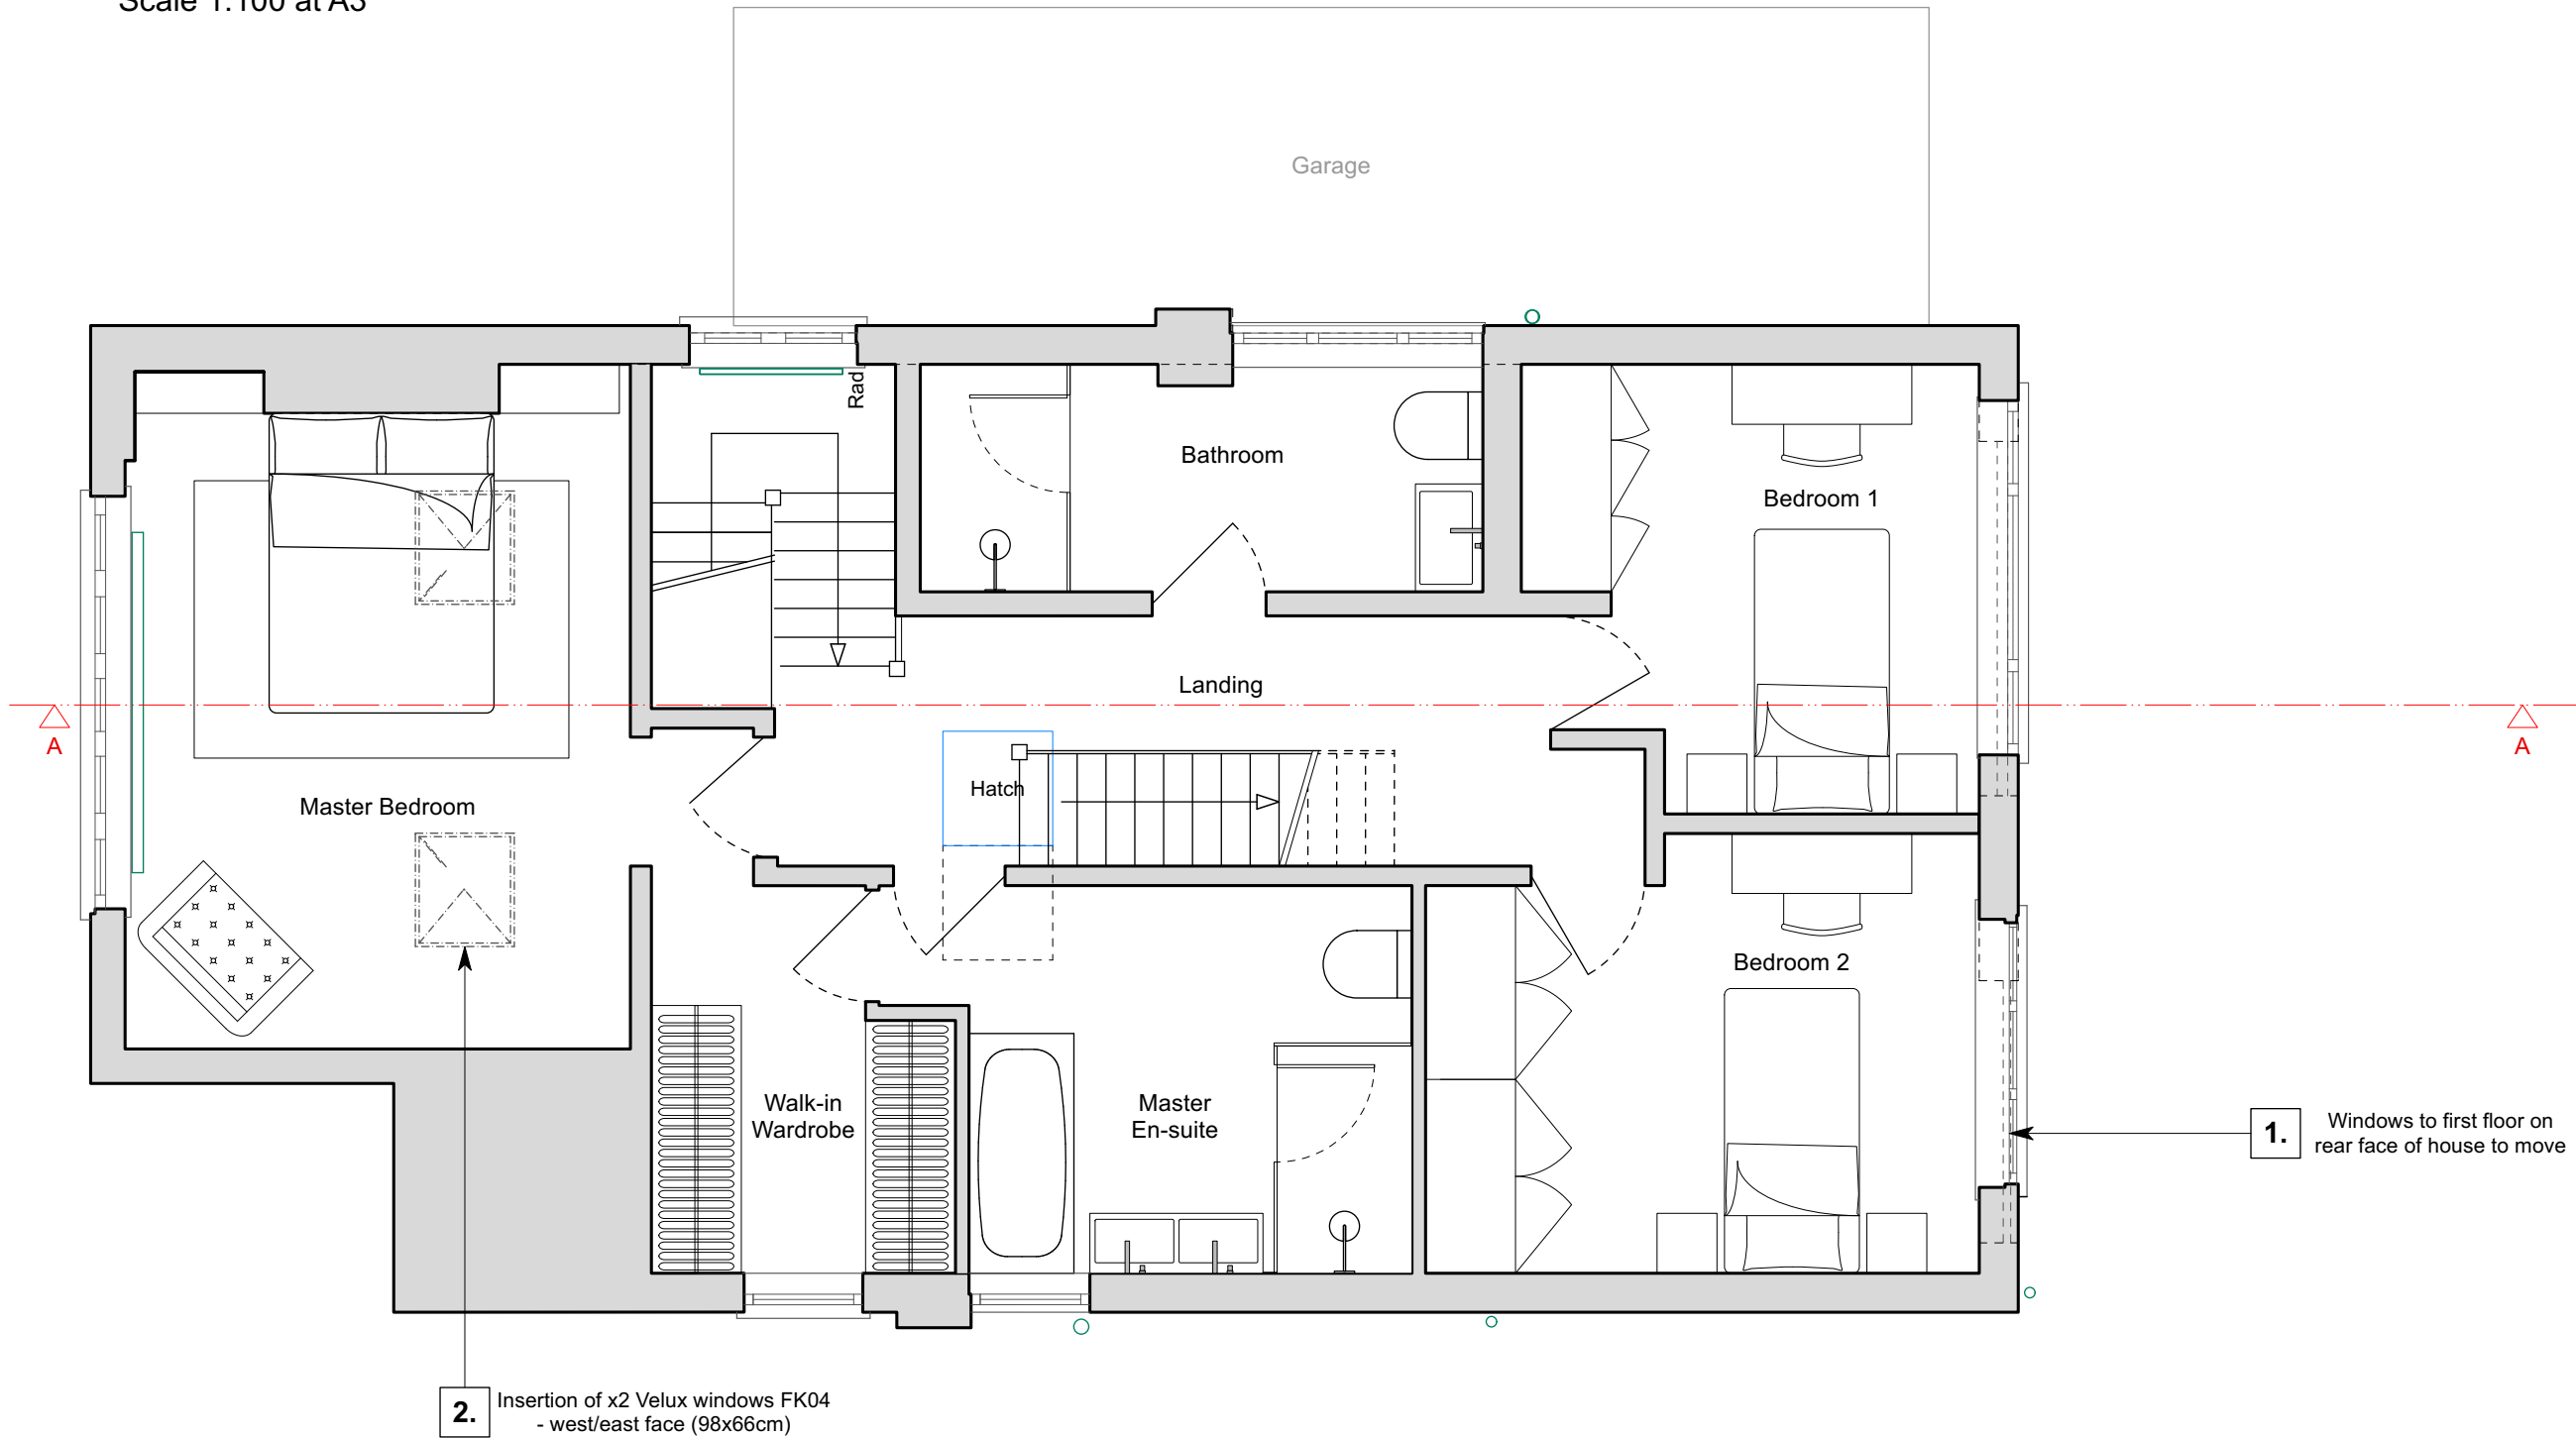 Scale 1:100 at A3
Garage
Rad
Bathroom
Bedroom 1
Landing
A
A
Hatch
Master Bedroom
Bedroom 2
Walk-in
Wardrobe
Master
En-suite
1.
Windows to first floor on
rear face of house to move
2.
Insertion of x2 Velux windows FK04
- west/east face (98x66cm)